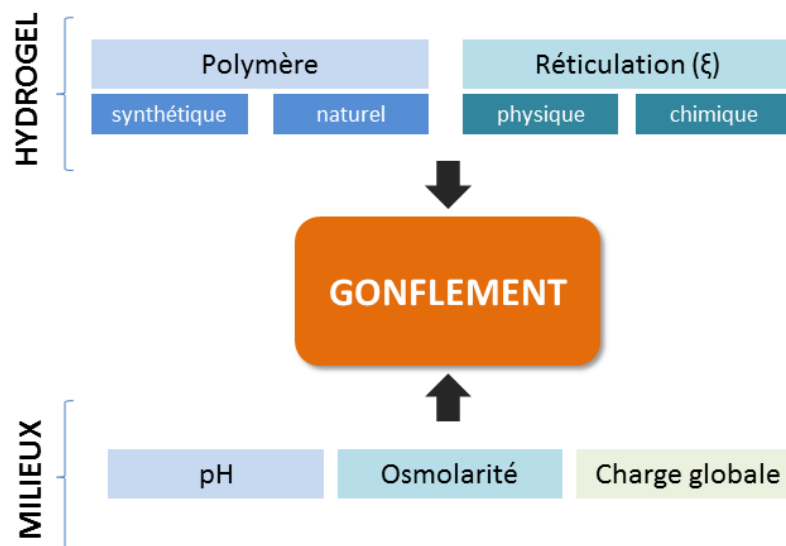 HYDROGEL
Polymère
Réticulation (ξ)
synthétique
naturel
physique
chimique
GONFLEMENT
MILIEUX
pH
Osmolarité
Charge globale